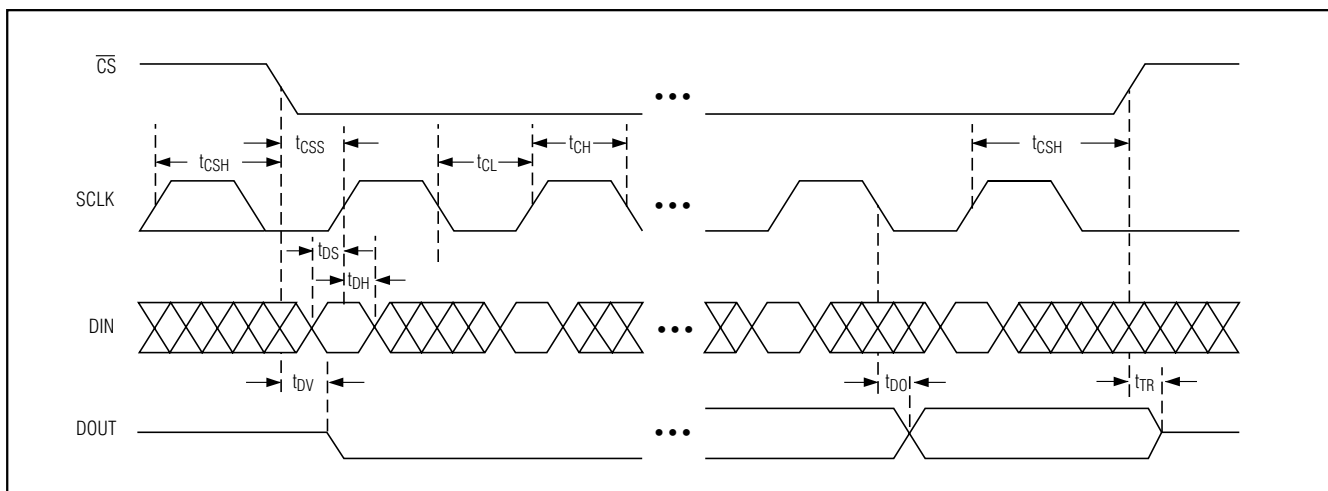 CS
tCSS
tCH
tCSH
tCL
tCSH
SCLK
tDS
tDH
DIN
tDV
tDO
tTR
DOUT